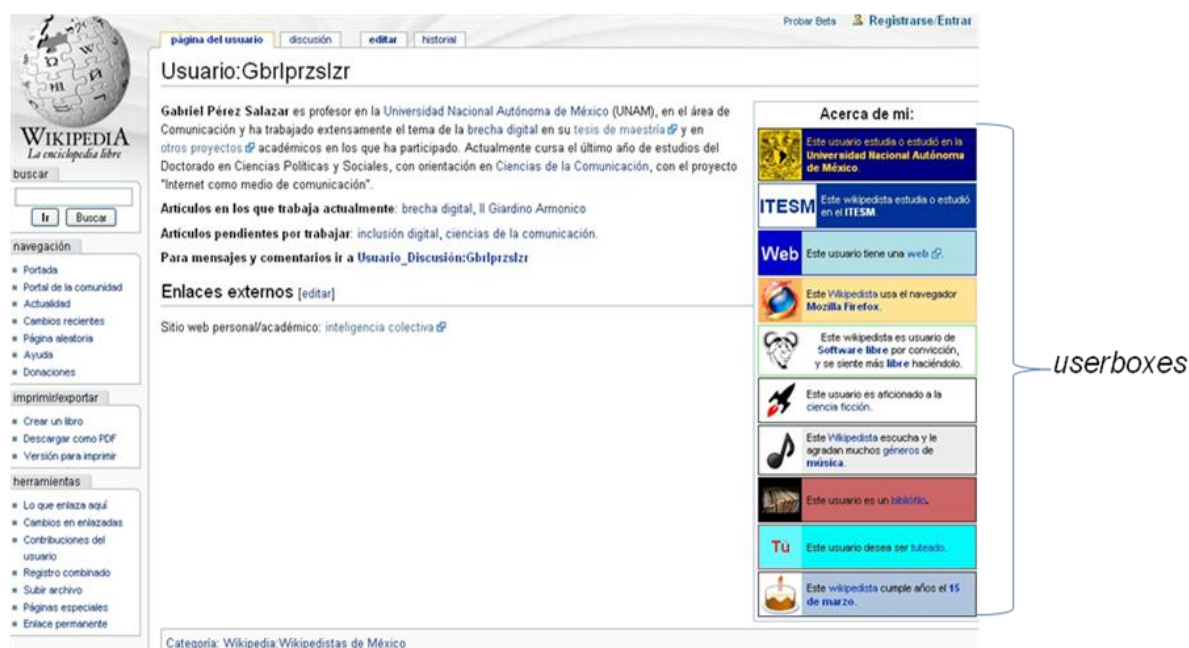 Probar Beta Registrarse/Entrar
página del usuario discusión editar historial
Usuario:Gbrlprzslzr
WIKIPEDIA
La enciclopedia libre
buscar
Ir Buscar
navegación
Portada
Portal de la comunidad
Actualidad
Cambios recientes
Página aleatoria
Ayuda
Donaciones
imprimir/exportar
Crear un libro
Descargar como PDF
Versión para imprimir
herramientas
Lo que enlaza aquí
Cambios en enlazadas
Contribuciones del
usuario
Registro combinado
Subir archivo
Páginas especiales
Enlace permanente
Gabriel Pérez Salazar es profesor en la Universidad Nacional Autónoma de México (UNAM), en el área de
Comunicación y ha trabajado extensamente el tema de la brecha digital en su tesis de maestría y en
otros proyectos académicos en los que ha participado. Actualmente cursa el último año de estudios del
Doctorado en Ciencias Políticas y Sociales, con orientación en Ciencias de la Comunicación, con el proyecto
"Internet como medio de comunicación".
Artículos en los que trabaja actualmente: brecha digital, Il Giardino Armonico
Artículos pendientes por trabajar: inclusión digital, ciencias de la comunicación.
Para mensajes y comentarios ir a Usuario_Discusión:Gbrlprzslzr
Enlaces externos [editar]
Sitio web personal/académico: inteligencia colectiva
Acerca de mi:
Este usuario estudia o estudió en la
Universidad Nacional Autónoma
de México.
ITESM
Este wikipedista estudia o estudió
en el ITESM.
Web
Este usuario tiene una web.
Este Wikipedista usa el navegador
Mozilla Firefox.
Este wikipedista es usuario de
Software libre por convicción,
y se siente más libre haciéndolo.
Este usuario es aficionado a la
ciencia ficción.
Este Wikipedista escucha y le
agradan muchos géneros de
música.
Este usuario es un bibliófilo.
Tú
Este usuario desea ser tuteado.
Este wikipedista cumple años el 15
de marzo.
userboxes
Categoría: Wikipedia:Wikipedistas de México